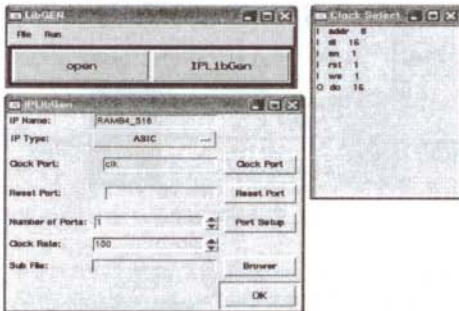 LibGEN
File Run
open IPLibGen
IPLibGen
IP Name: RAMB4_S16
IP Type: ASIC
Clock Port: clk Clock Port
Reset Port: Reset Port
Number of Ports: 1 Port Setup
Clock Rate: 100
Sub File: Browser
OK
Clock Select
I addr 8
I di 16
I en 1
I rst 1
I we 1
O do 16